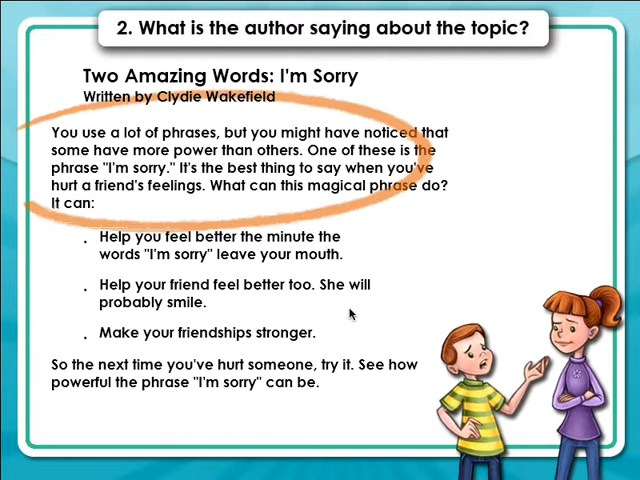 2. What is the author saying about the topic?
Two Amazing Words: I'm Sorry
Written by Clydie Wakefield
You use a lot of phrases, but you might have noticed that
some have more power than others. One of these is the
phrase "I'm sorry." It's the best thing to say when you've
hurt a friend's feelings. What can this magical phrase do?
It can:
. Help you feel better the minute the
words "I'm sorry" leave your mouth.
. Help your friend feel better too. She will
probably smile.
. Make your friendships stronger.
So the next time you've hurt someone, try it. See how
powerful the phrase "I'm sorry" can be.